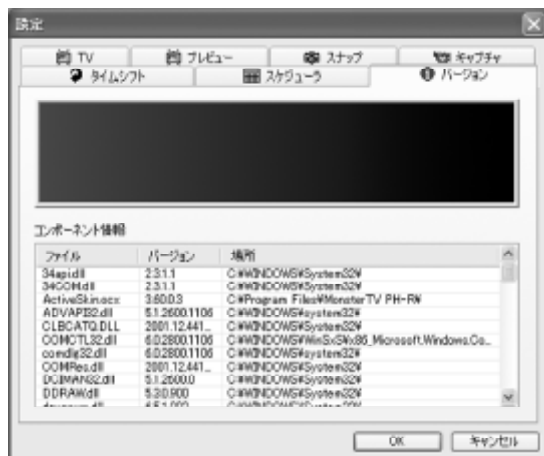 設定
TV プレビュー スナップ キャプチャ
タイムシフト スケジューラ バージョン
コンポーネント情報
ファイル バージョン 場所
34api.dll 2.3.1.1 C:¥WINDOWS¥System32¥
34COM.dll 2.3.1.1 C:¥WINDOWS¥System32¥
ActiveSkin.ocx 3.6.0.0.3 C:¥Program Files¥MonsterTV PH-R¥
ADVAPI32.dll 5.1.2600.1106 C:¥WINDOWS¥system32¥
CLBCATQ.DLL 2001.12.441... C:¥WINDOWS¥System32¥
COMCTL32.dll 6.0.2800.1106 C:¥WINDOWS¥WinSxS¥x86_Microsoft.Windows.Co...
comdlg32.dll 6.0.2800.1106 C:¥WINDOWS¥system32¥
COMRes.dll 2001.12.441... C:¥WINDOWS¥System32¥
DCIMAN32.dll 5.1.2600.0 C:¥WINDOWS¥System32¥
DDRAW.dll 5.3.0.900 C:¥WINDOWS¥System32¥
OK キャンセル